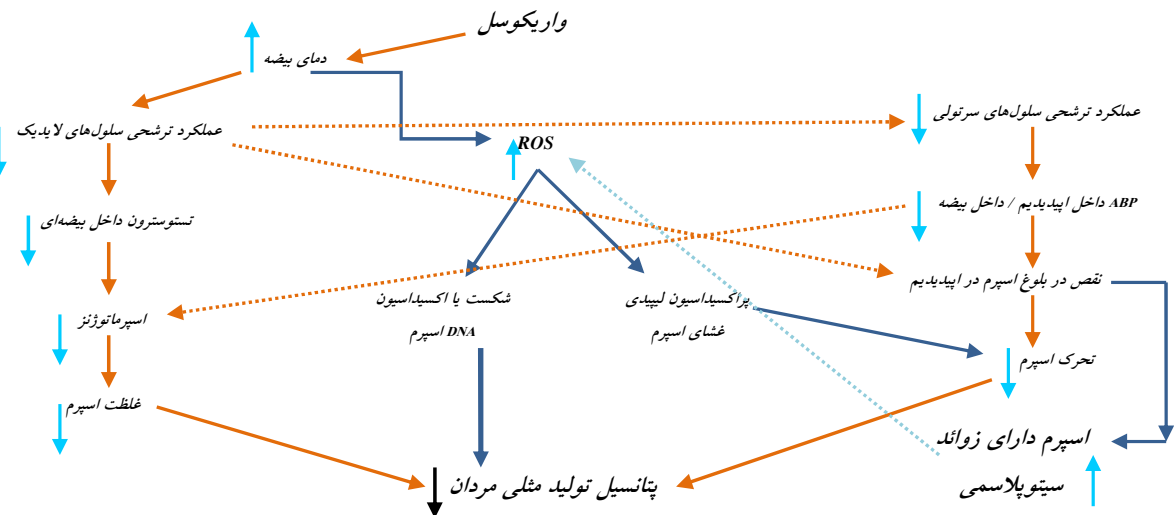 واریکوسل
دمای بیضه
عملکرد ترشحی سلول‌های سرتولی
عملکرد ترشحی سلول‌های لایدیک
ROS
ABP داخل اپیدیدیم / داخل بیضه
تستوسترون داخل بیضه‌ای
نقص در بلوغ اسپرم در اپیدیدیم
پراکسیداسیون لیپیدی
غشای اسپرم
شکست یا اکسیداسیون
DNA اسپرم
اسپرماتوژنز
تحرک اسپرم
غلظت اسپرم
اسپرم دارای زوائد
سیتوپلاسمی
پتانسیل تولید مثلی مردان